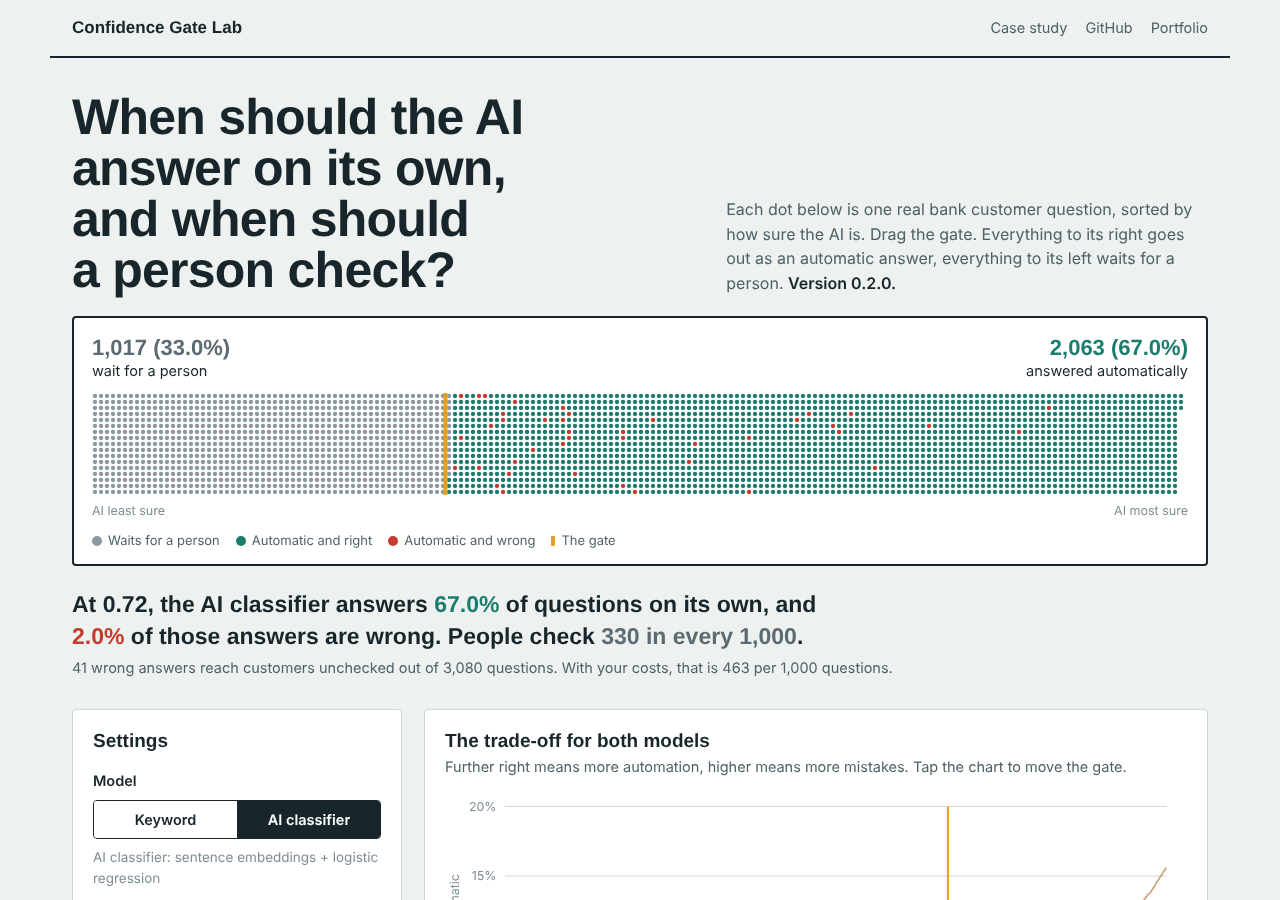 Confidence Gate Lab
Case study GitHub Portfolio
When should the AI
answer on its own,
and when should
a person check?
Each dot below is one real bank customer question, sorted by
how sure the AI is. Drag the gate. Everything to its right goes
out as an automatic answer, everything to its left waits for a
person. Version 0.2.0.
1,017 (33.0%)
wait for a person
2,063 (67.0%)
answered automatically
AI least sure
AI most sure
Waits for a person Automatic and right Automatic and wrong The gate
At 0.72, the AI classifier answers 67.0% of questions on its own, and
2.0% of those answers are wrong. People check 330 in every 1,000.
41 wrong answers reach customers unchecked out of 3,080 questions. With your costs, that is 463 per 1,000 questions.
Settings
Model
Keyword AI classifier
AI classifier: sentence embeddings + logistic
regression
The trade-off for both models
Further right means more automation, higher means more mistakes. Tap the chart to move the gate.
20%
15%